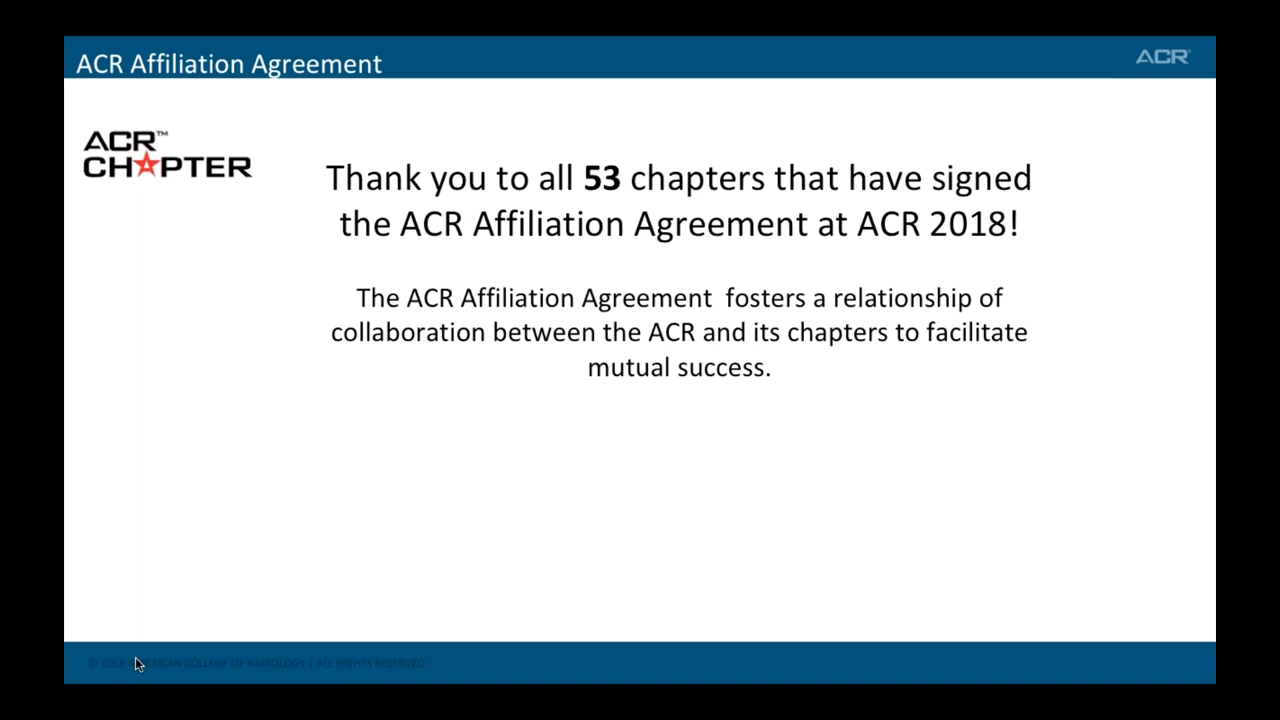 ACR Affiliation Agreement
ACR®
ACR™
CHAPTER
Thank you to all 53 chapters that have signed
the ACR Affiliation Agreement at ACR 2018!
The ACR Affiliation Agreement  fosters a relationship of
collaboration between the ACR and its chapters to facilitate
mutual success.
© 2018 AMERICAN COLLEGE OF RADIOLOGY | ALL RIGHTS RESERVED.